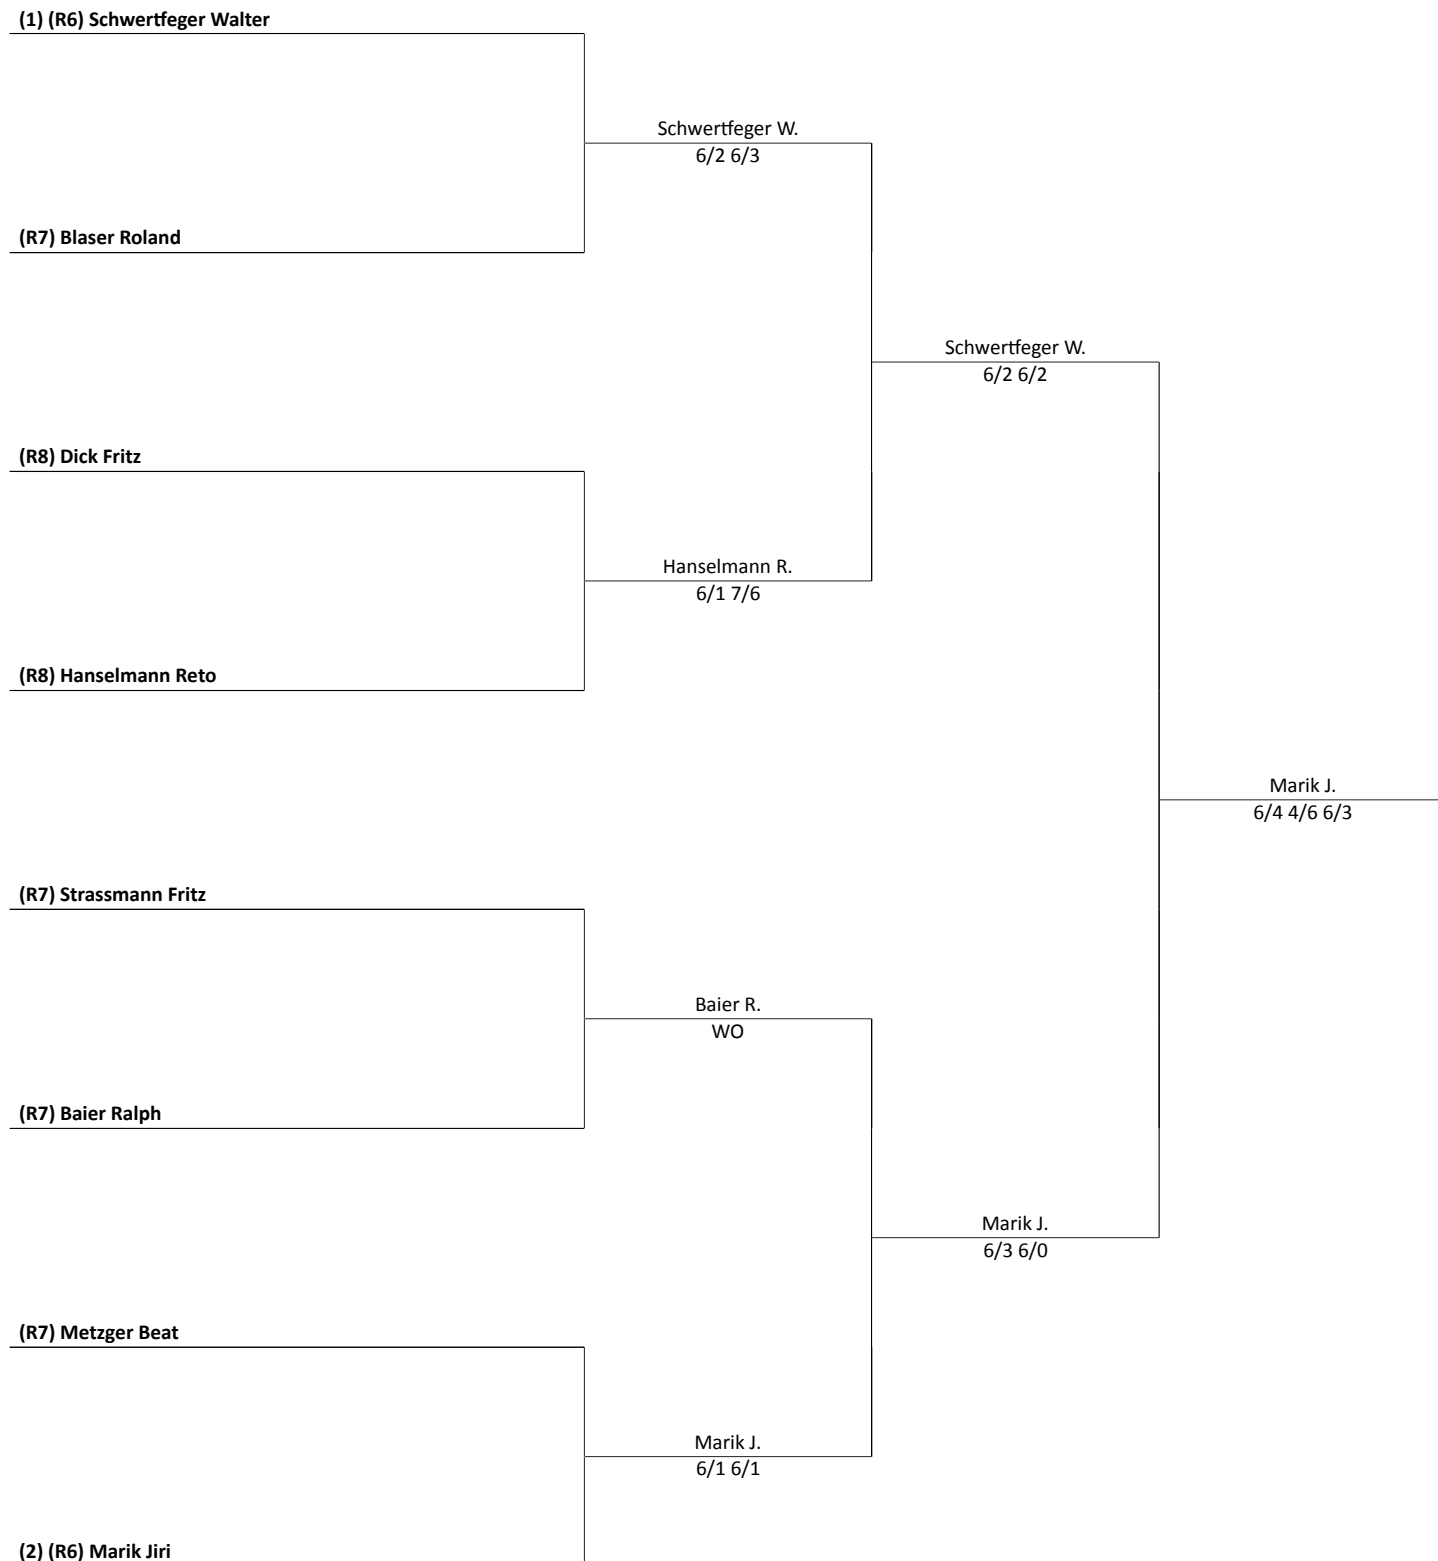 (1) (R6) Schwertfeger Walter
Schwertfeger W.
6/2 6/3
(R7) Blaser Roland
Schwertfeger W.
6/2 6/2
(R8) Dick Fritz
Hanselmann R.
6/1 7/6
(R8) Hanselmann Reto
Marik J.
6/4 4/6 6/3
(R7) Strassmann Fritz
Baier R.
WO
(R7) Baier Ralph
Marik J.
6/3 6/0
(R7) Metzger Beat
Marik J.
6/1 6/1
(2) (R6) Marik Jiri